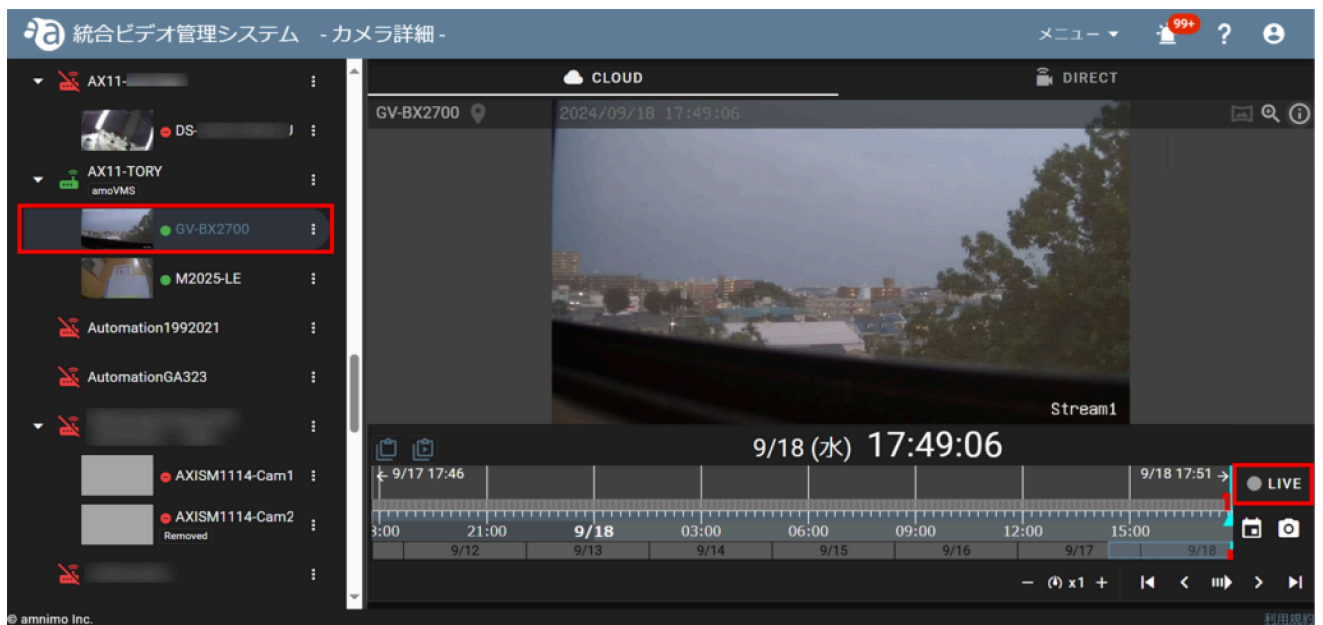 統合ビデオ管理システム - カメラ詳細 -
メニュー
99+
?
AX11-
DS-
J
AX11-TORY
amoVMS
GV-BX2700
M2025-LE
Automation1992021
AutomationGA323
AXISM1114-Cam1
AXISM1114-Cam2
Removed
CLOUD
DIRECT
GV-BX2700
2024/09/18 17:49:06
Stream1
9/18 (水) 17:49:06
← 9/17 17:46
9/18 17:51 →
LIVE
3:00 21:00 9/18 03:00 06:00 09:00 12:00 15:00
9/12 9/13 9/14 9/15 9/16 9/17 9/18
x1
© amnimo Inc.
利用規約